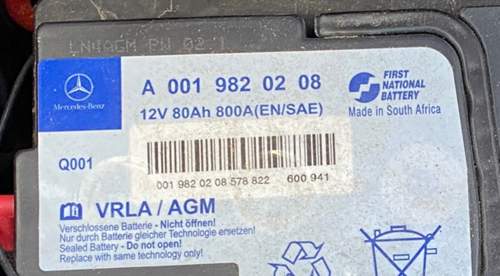 LN4AGM PW 02 1
Mercedes-Benz
A 001 982 02 08
12V 80Ah 800A(EN/SAE)
FIRST
NATIONAL
BATTERY
Made in South Africa
Q001
001 982 02 08 578 822 600 941
VRLA / AGM
Verschlossene Batterie - Nicht öffnen!
Nur durch Batterie gleicher Technologie ersetzen!
Sealed Battery - Do not open!
Replace with same technology only!